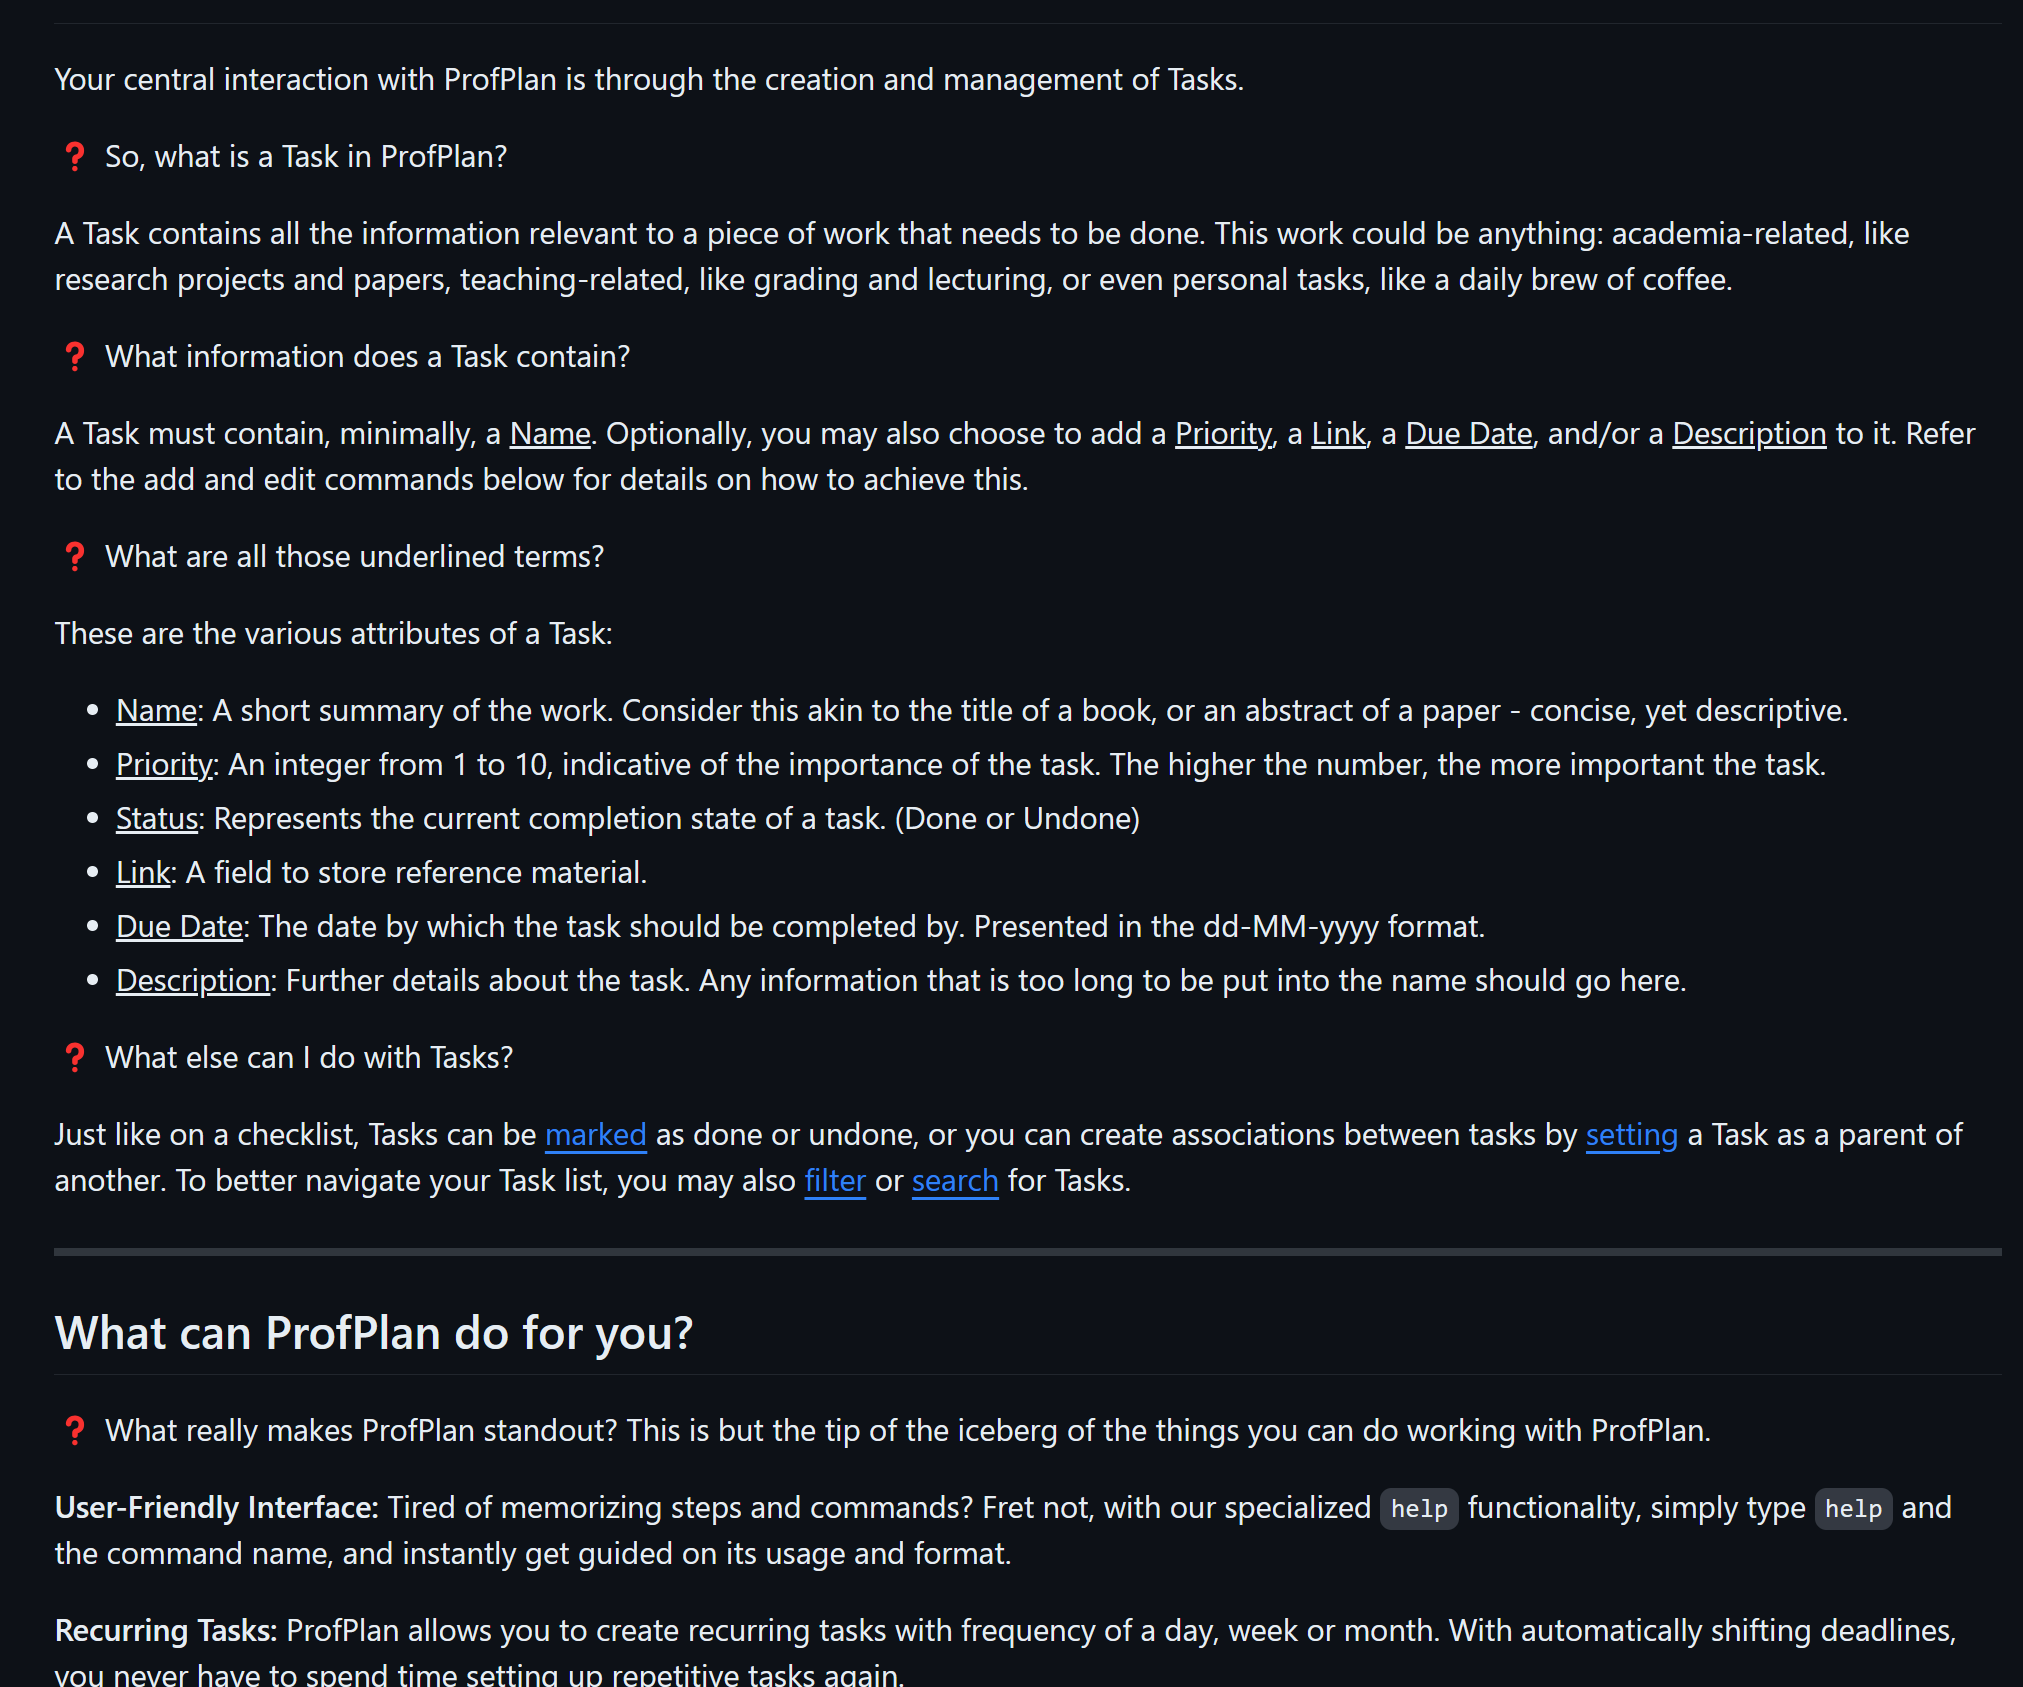 Your central interaction with ProfPlan is through the creation and management of Tasks.
❓ So, what is a Task in ProfPlan?
A Task contains all the information relevant to a piece of work that needs to be done. This work could be anything: academia-related, like
research projects and papers, teaching-related, like grading and lecturing, or even personal tasks, like a daily brew of coffee.
❓ What information does a Task contain?
A Task must contain, minimally, a Name. Optionally, you may also choose to add a Priority, a Link, a Due Date, and/or a Description to it. Refer
to the add and edit commands below for details on how to achieve this.
❓ What are all those underlined terms?
These are the various attributes of a Task:
• Name: A short summary of the work. Consider this akin to the title of a book, or an abstract of a paper - concise, yet descriptive.
• Priority: An integer from 1 to 10, indicative of the importance of the task. The higher the number, the more important the task.
• Status: Represents the current completion state of a task. (Done or Undone)
• Link: A field to store reference material.
• Due Date: The date by which the task should be completed by. Presented in the dd-MM-yyyy format.
• Description: Further details about the task. Any information that is too long to be put into the name should go here.
❓ What else can I do with Tasks?
Just like on a checklist, Tasks can be marked as done or undone, or you can create associations between tasks by setting a Task as a parent of
another. To better navigate your Task list, you may also filter or search for Tasks.
What can ProfPlan do for you?
❓ What really makes ProfPlan standout? This is but the tip of the iceberg of the things you can do working with ProfPlan.
User-Friendly Interface: Tired of memorizing steps and commands? Fret not, with our specialized help functionality, simply type help and
the command name, and instantly get guided on its usage and format.
Recurring Tasks: ProfPlan allows you to create recurring tasks with frequency of a day, week or month. With automatically shifting deadlines,
you never have to spend time setting up repetitive tasks again.